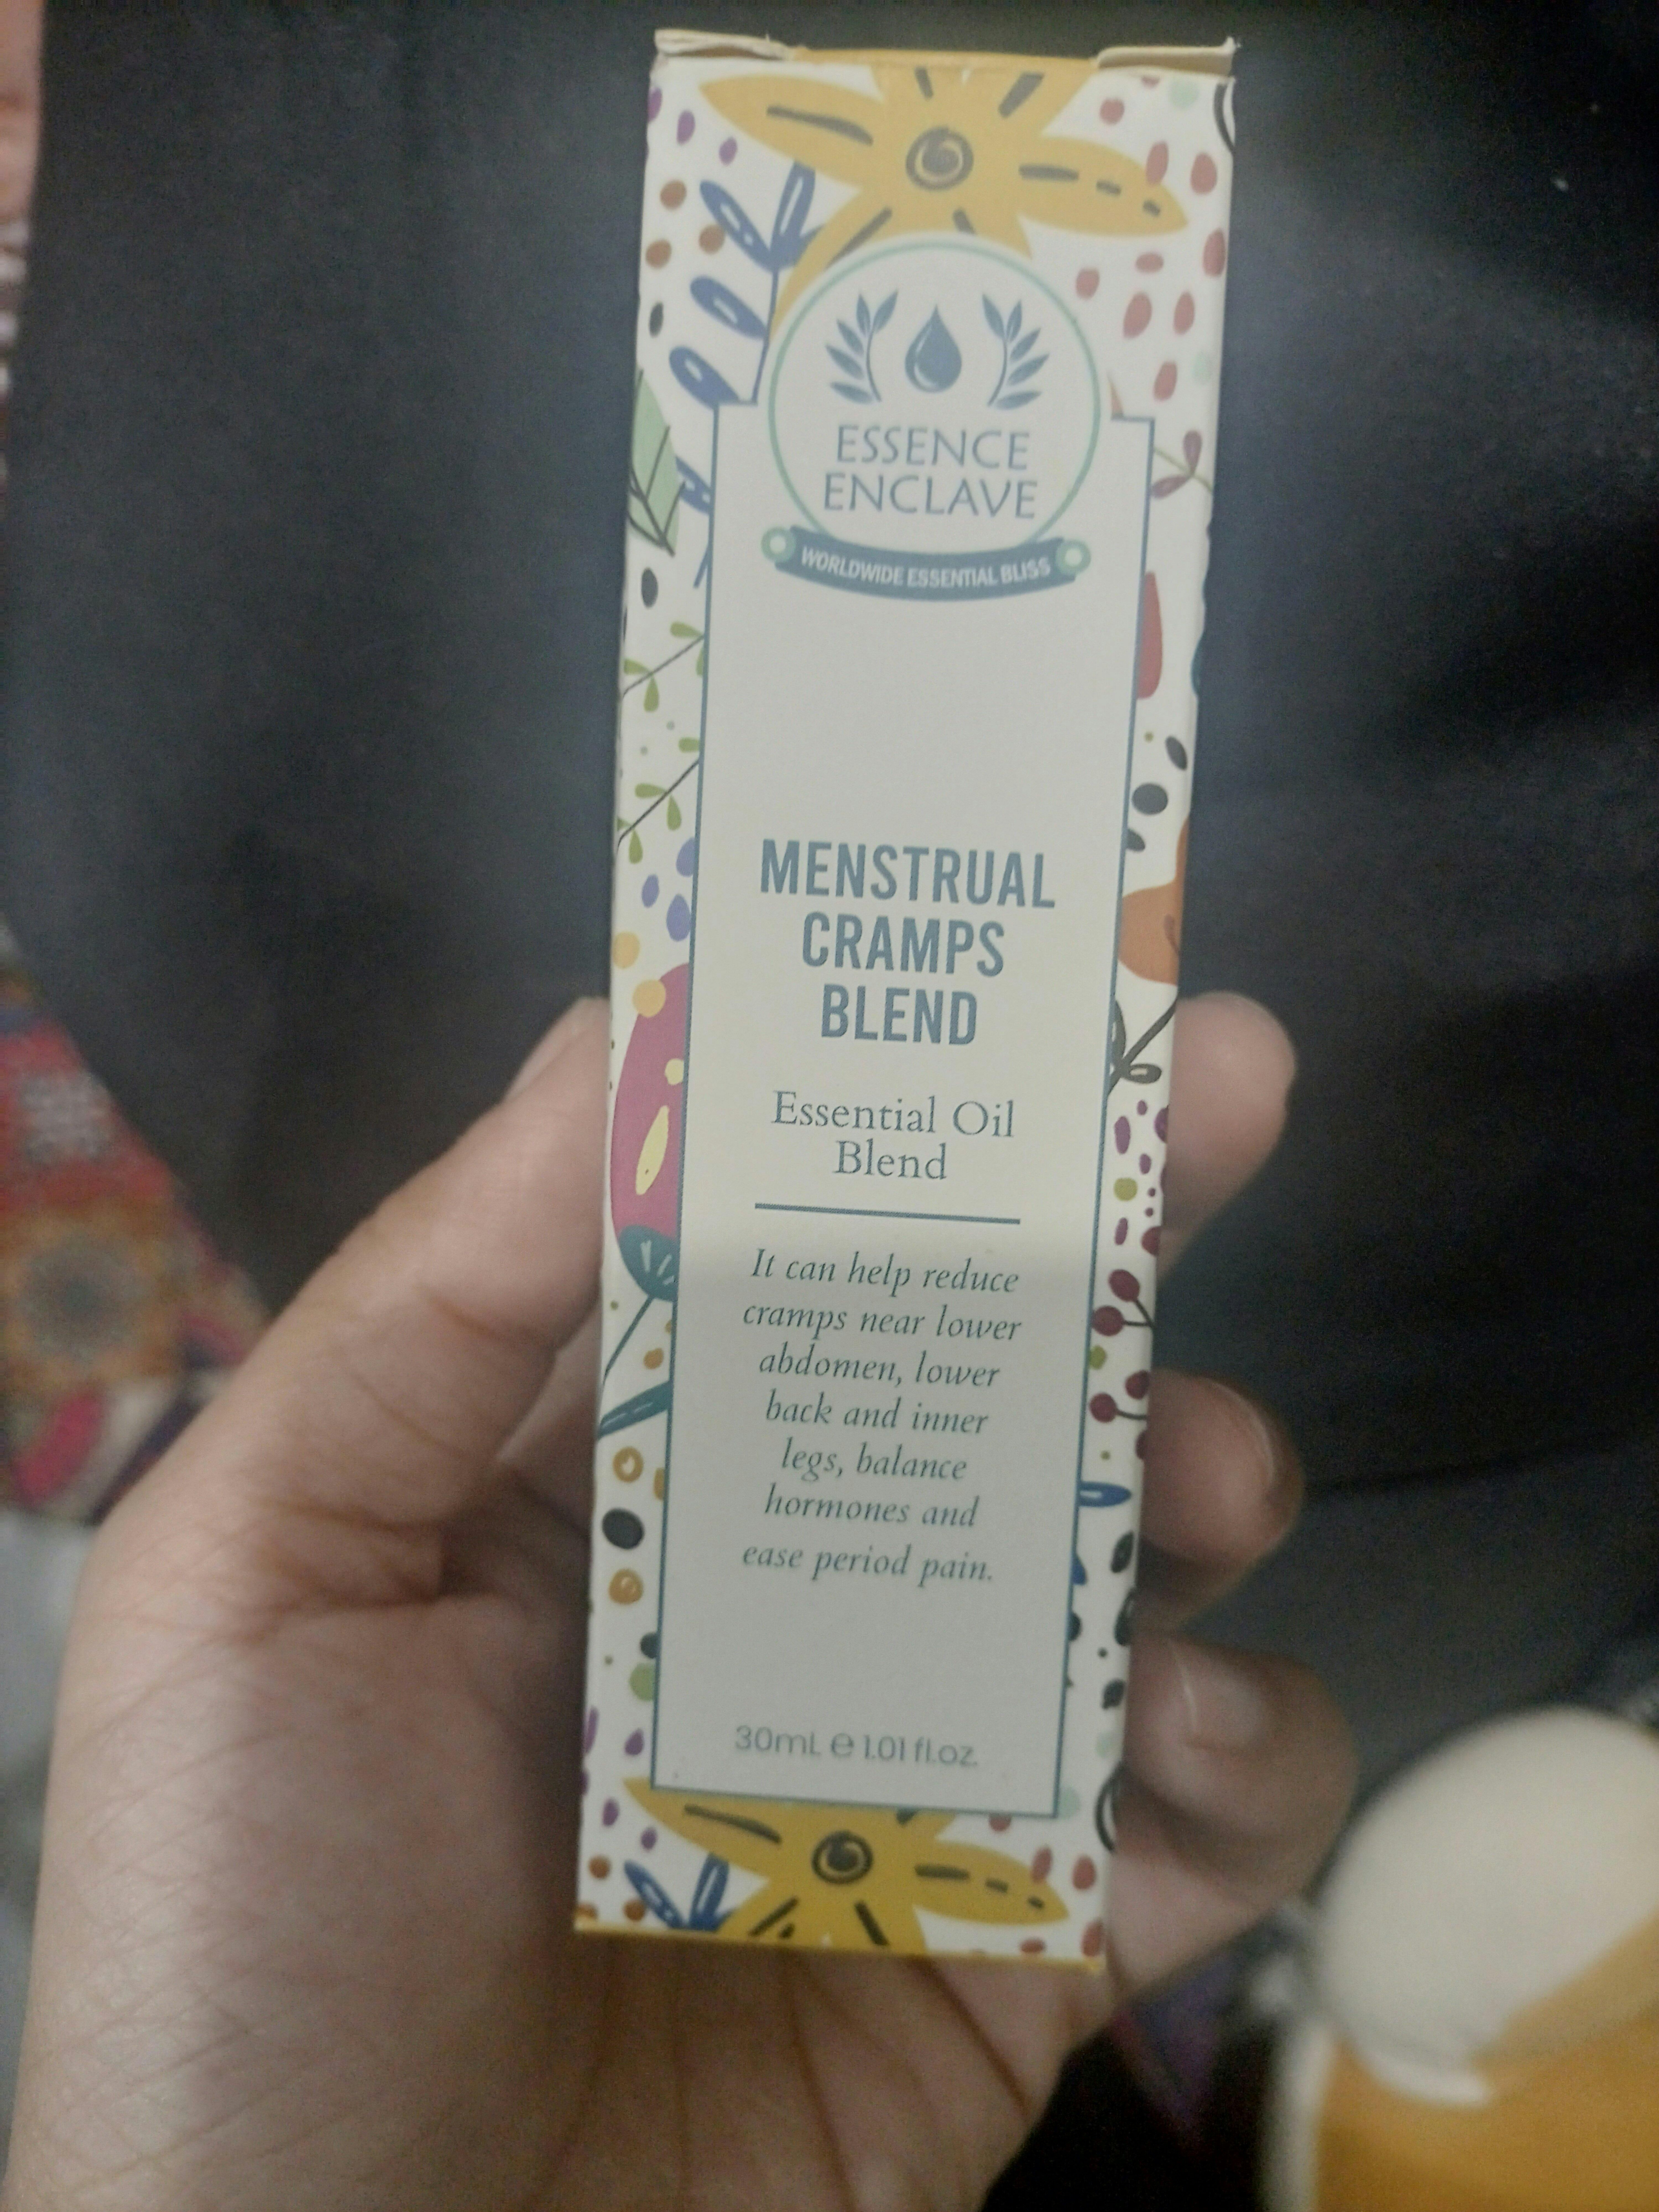 ESSENCE
ENCLAVE
WORLDWIDE ESSENTIAL BLISS
MENSTRUAL
CRAMPS
BLEND
Essential Oil
Blend
It can help reduce
cramps near lower
abdomen, lower
back and inner
legs, balance
hormones and
ease period pain.
30mL ℮ 1.01 fl.oz.